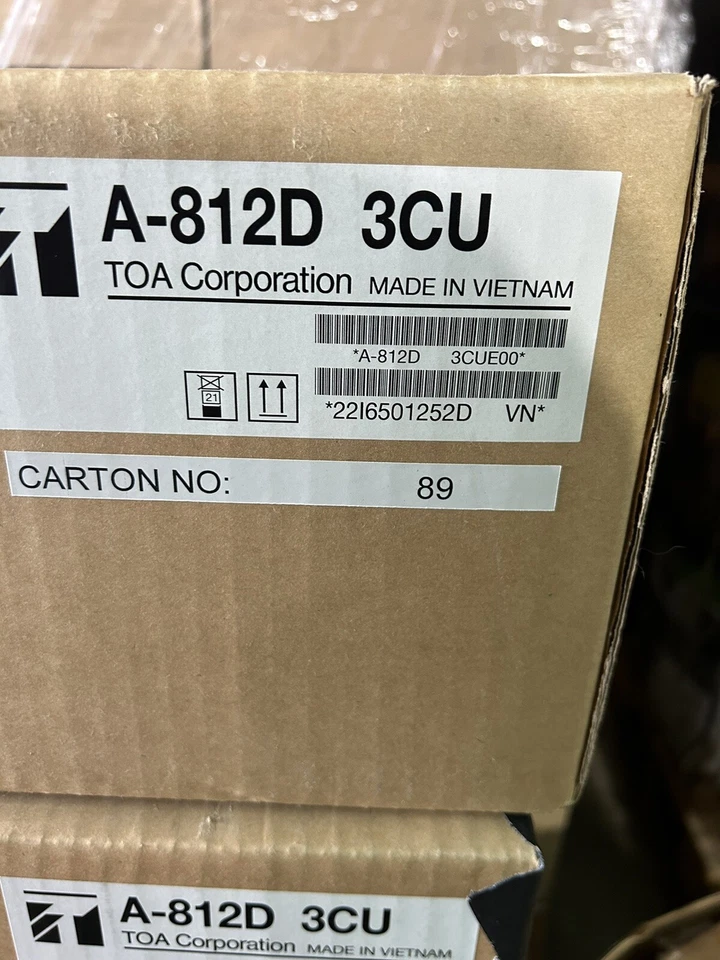 A-812D 3CU
TOA Corporation MADE IN VIETNAM
*A-812D 3CUE00*
21
*22I6501252D VN*
CARTON NO: 89
A-812D 3CU
TOA Corporation MADE IN VIETNAM